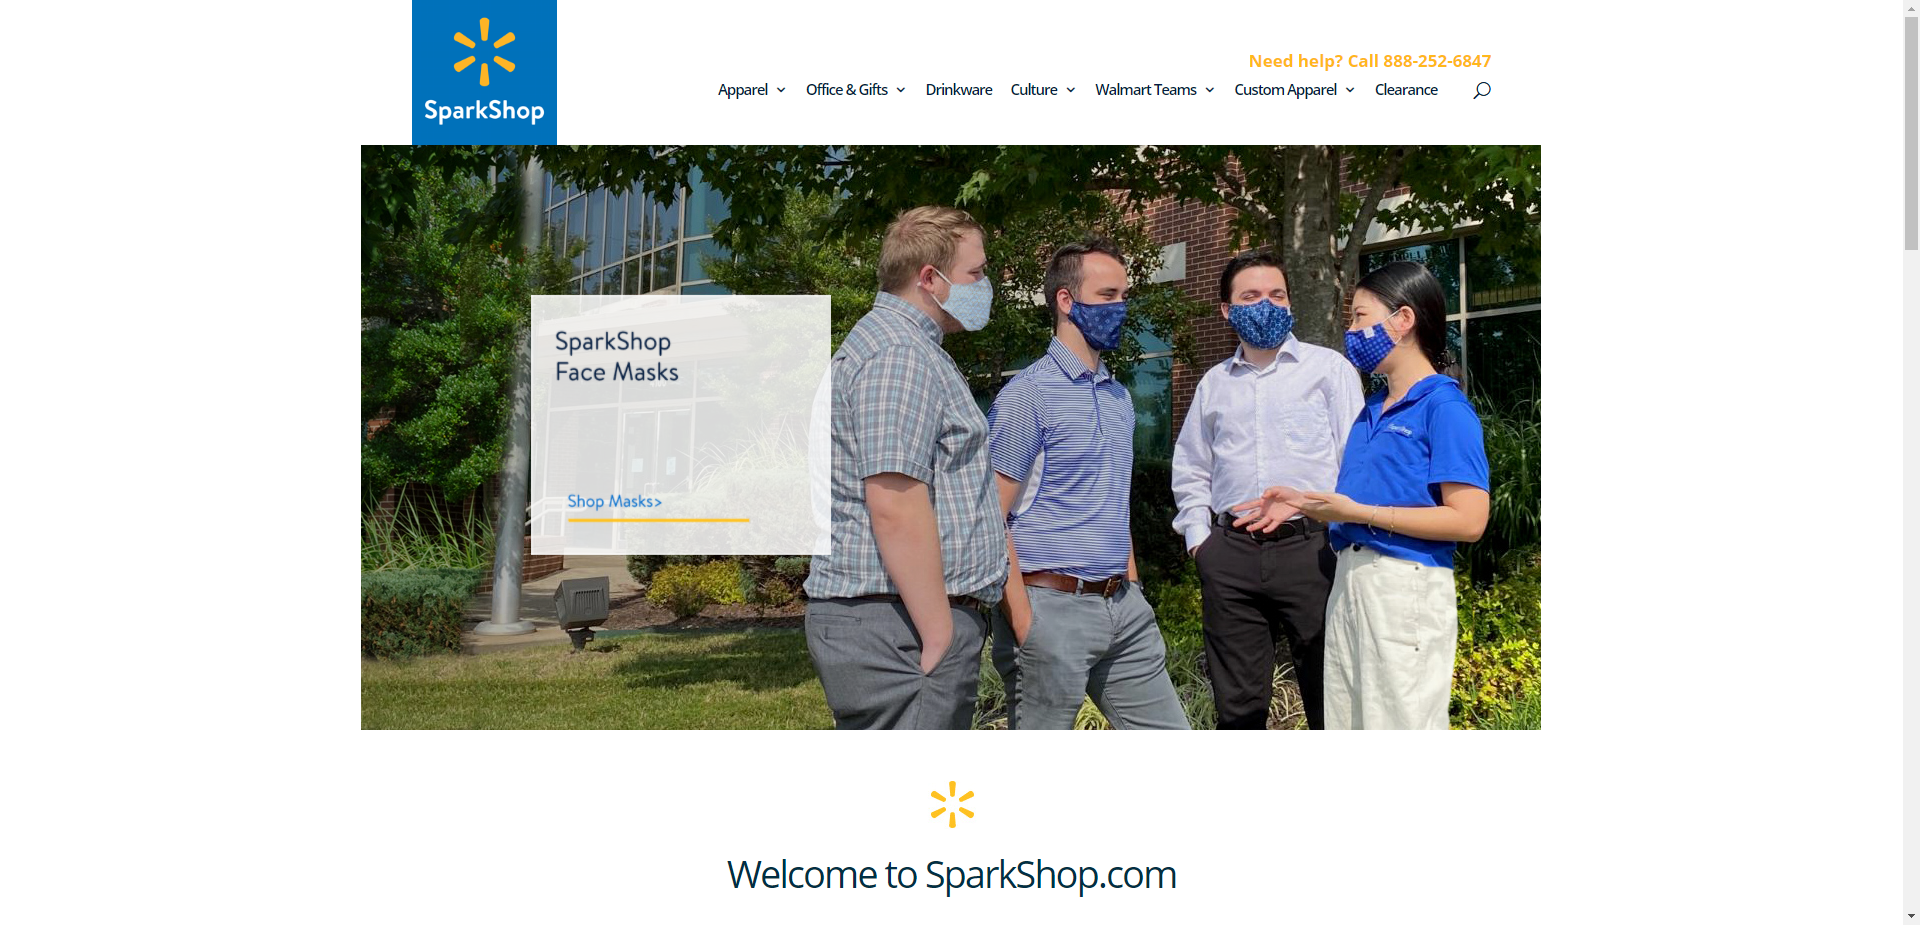 SparkShop
Need help? Call 888-252-6847
Apparel
Office & Gifts
Drinkware
Culture
Walmart Teams
Custom Apparel
Clearance
SparkShop
Face Masks
Shop Masks>
SparkShop
Welcome to SparkShop.com